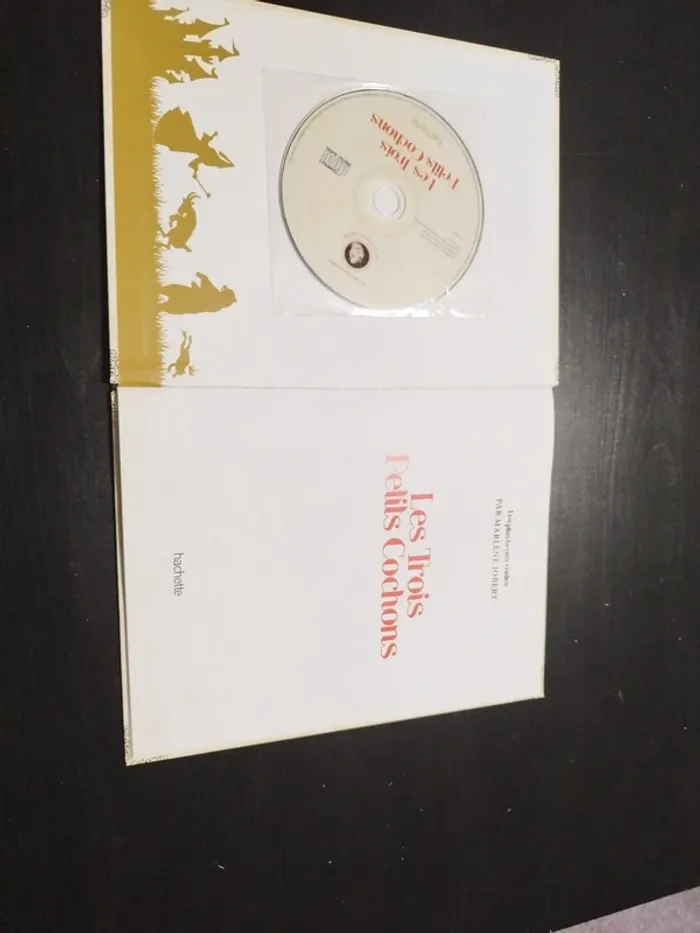 Les plus beaux contes
PAR MARLÈNE JOBERT
Les Trois
Petits Cochons
hachette
Les Trois
Petits Cochons